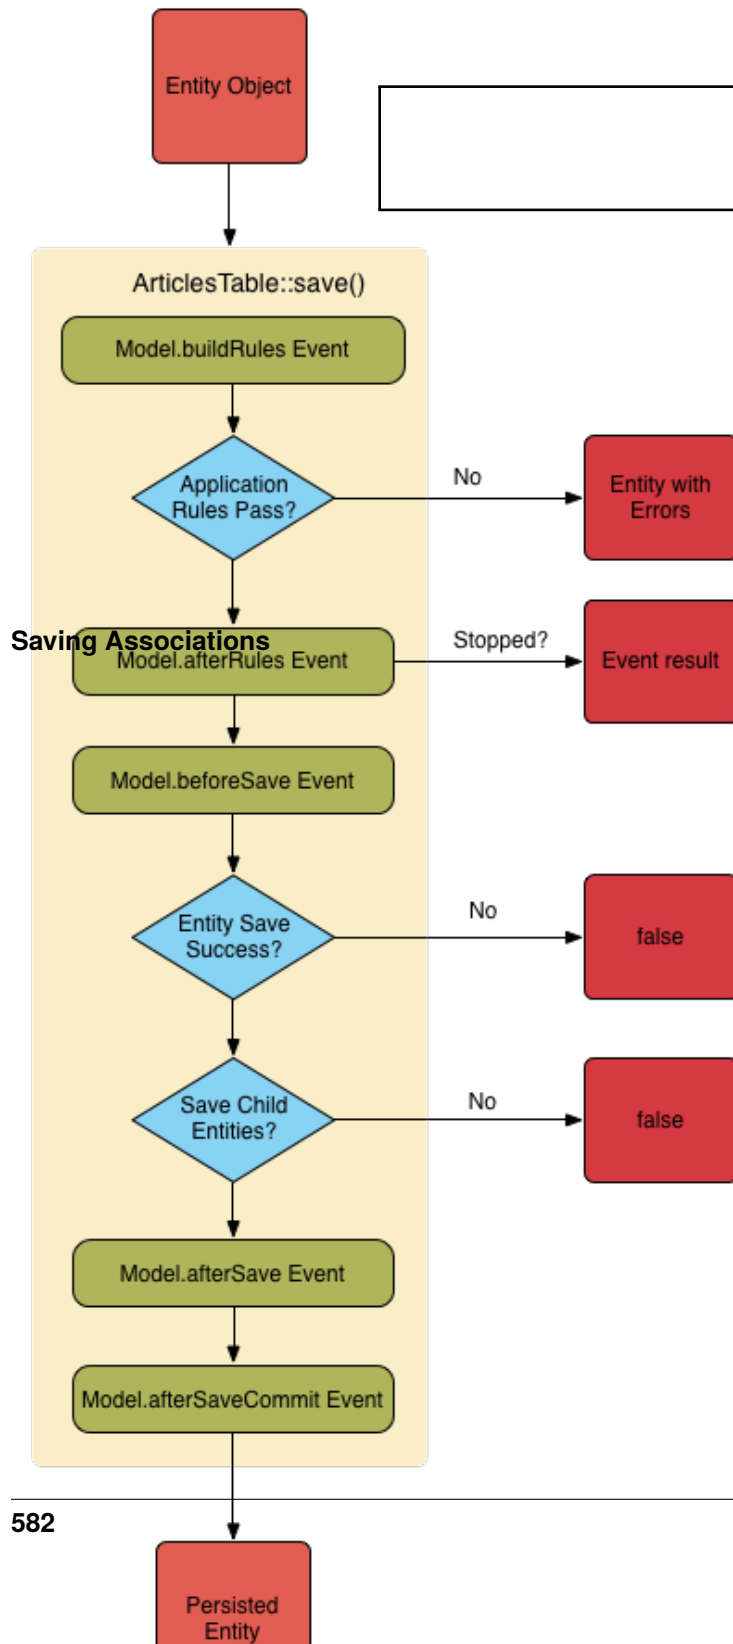 Entity Object
ArticlesTable::save()
Model.buildRules Event
Application
Rules Pass?
No
Entity with
Errors
Saving Associations
Model.afterRules Event
Stopped?
Event result
Model.beforeSave Event
Entity Save
Success?
No
false
Save Child
Entities?
No
false
Model.afterSave Event
Model.afterSaveCommit Event
582
Persisted
Entity